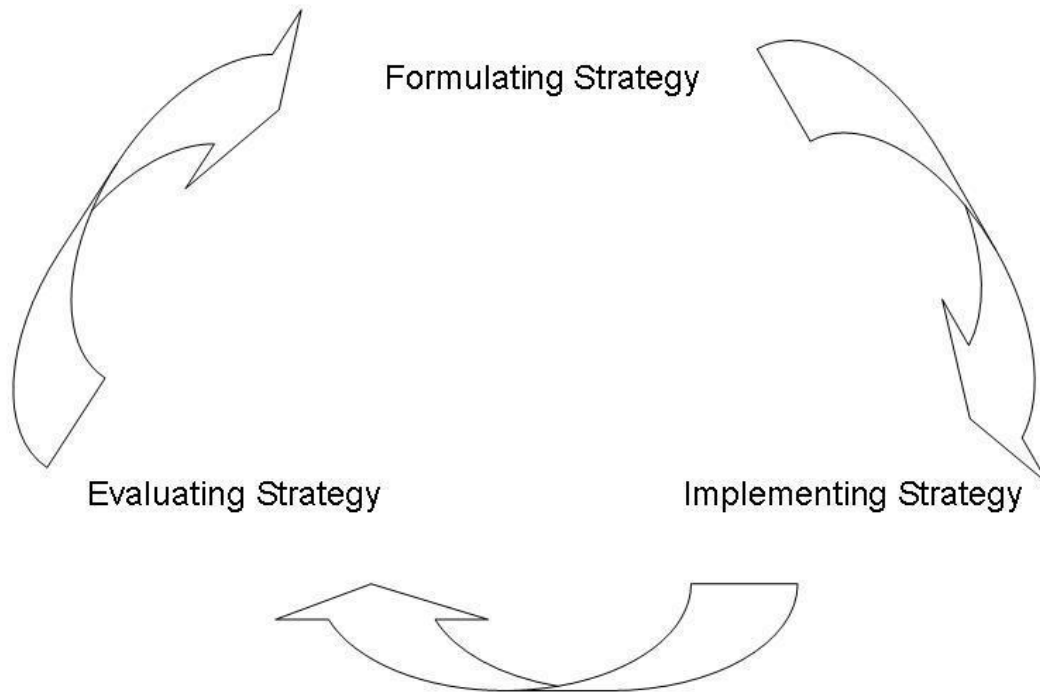 Formulating Strategy
Evaluating Strategy
Implementing Strategy